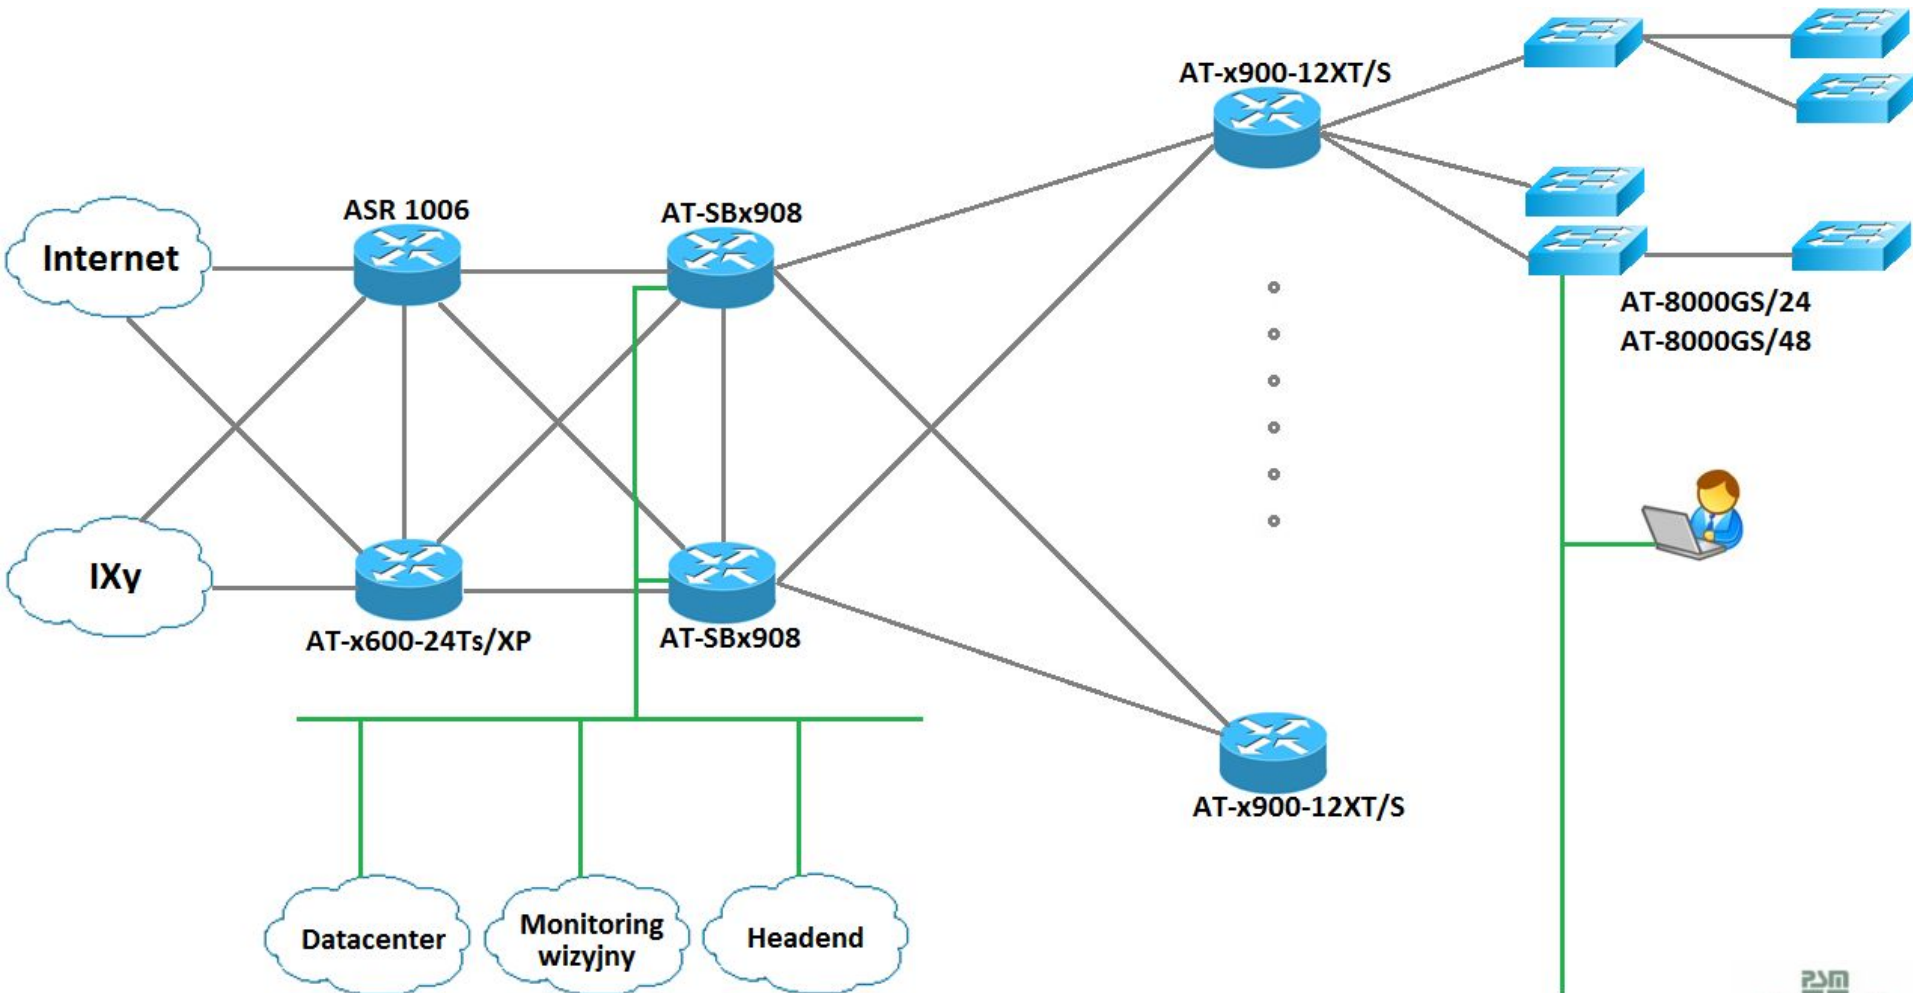 AT-x900-12XT/S
ASR 1006
AT-SBx908
Internet
AT-8000GS/24
AT-8000GS/48
IXy
AT-x600-24Ts/XP
AT-SBx908
AT-x900-12XT/S
Datacenter
Monitoring
wizyjny
Headend
PSM